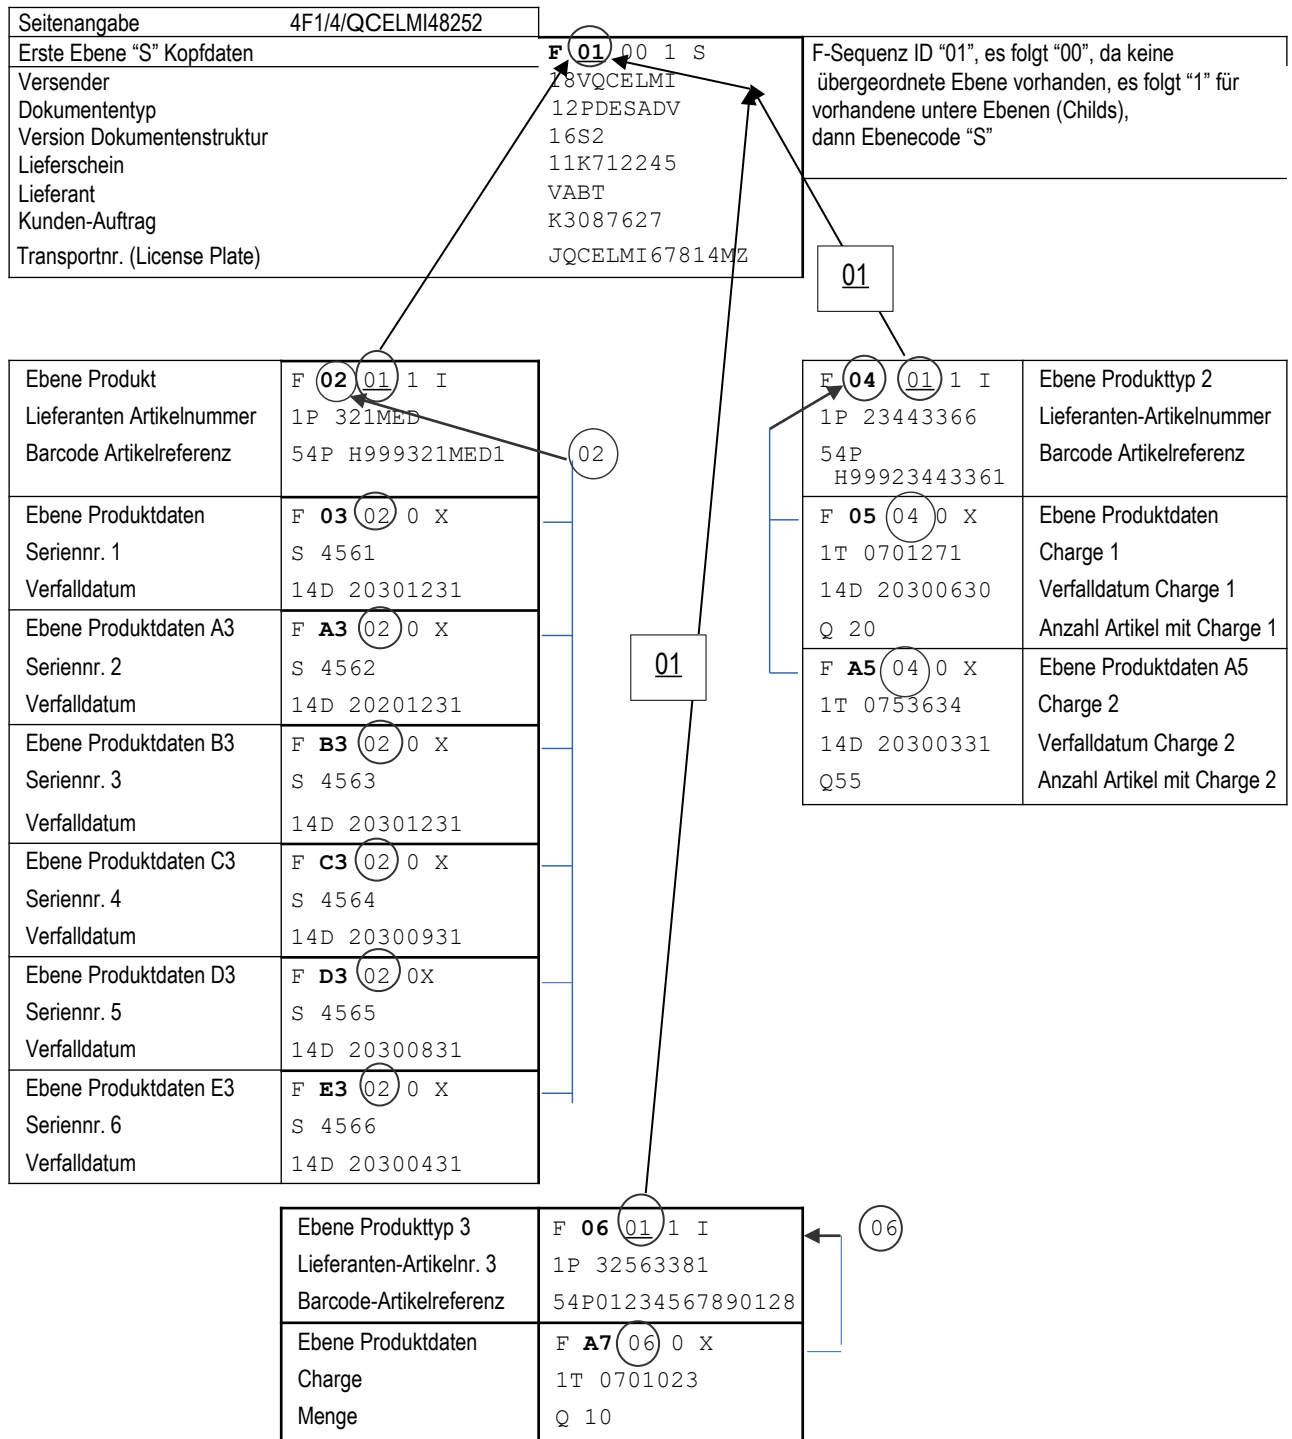 Seitenangabe 4F1/4/QCELMI48252
Erste Ebene “S” Kopfdaten F 01 00 1 S
Versender 18VQCELMI
Dokumententyp 12PDESADV
Version Dokumentenstruktur 16S2
Lieferschein 11K712245
Lieferant VABT
Kunden-Auftrag K3087627
Transportnr. (License Plate) JQCELMI67814MZ
F-Sequenz ID “01”, es folgt “00”, da keine
übergeordnete Ebene vorhanden, es folgt “1” für
vorhandene untere Ebenen (Childs),
dann Ebenecode “S”
01
Ebene Produkt F 02 01 1 I
Lieferanten Artikelnummer 1P 321MED
Barcode Artikelreferenz 54P H999321MED1
02
Ebene Produktdaten F 03 02 0 X
Seriennr. 1 S 4561
Verfalldatum 14D 20301231
Ebene Produktdaten A3 F A3 02 0 X
Seriennr. 2 S 4562
Verfalldatum 14D 20201231
Ebene Produktdaten B3 F B3 02 0 X
Seriennr. 3 S 4563
Verfalldatum 14D 20301231
Ebene Produktdaten C3 F C3 02 0 X
Seriennr. 4 S 4564
Verfalldatum 14D 20300931
Ebene Produktdaten D3 F D3 02 0X
Seriennr. 5 S 4565
Verfalldatum 14D 20300831
Ebene Produktdaten E3 F E3 02 0 X
Seriennr. 6 S 4566
Verfalldatum 14D 20300431
01
F 04 01 1 I Ebene Produkttyp 2
1P 23443366 Lieferanten-Artikelnummer
54P Barcode Artikelreferenz
H99923443361
F 05 04 0 X Ebene Produktdaten
1T 0701271 Charge 1
14D 20300630 Verfalldatum Charge 1
Q 20 Anzahl Artikel mit Charge 1
F A5 04 0 X Ebene Produktdaten A5
1T 0753634 Charge 2
14D 20300331 Verfalldatum Charge 2
Q55 Anzahl Artikel mit Charge 2
Ebene Produkttyp 3 F 06 01 1 I
Lieferanten-Artikelnr. 3 1P 32563381
Barcode-Artikelreferenz 54P01234567890128
06
Ebene Produktdaten F A7 06 0 X
Charge 1T 0701023
Menge Q 10